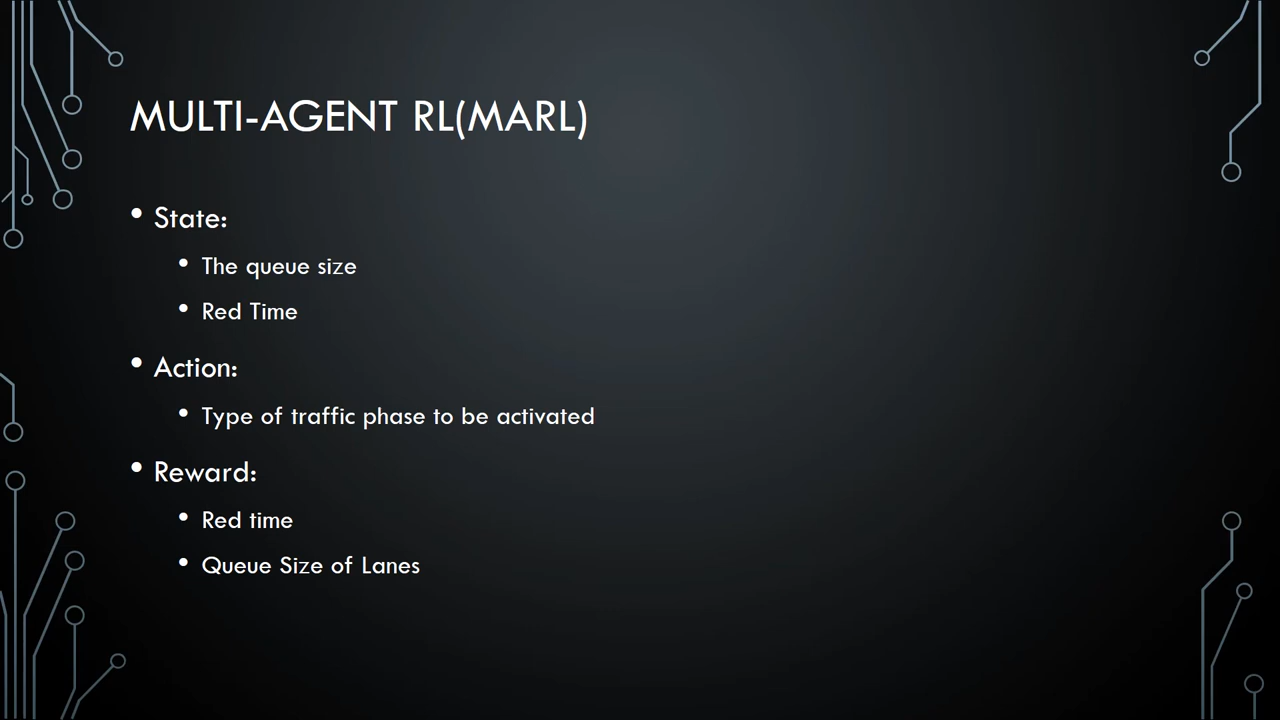 MULTI-AGENT RL(MARL)
• State:
• The queue size
• Red Time
• Action:
• Type of traffic phase to be activated
• Reward:
• Red time
• Queue Size of Lanes